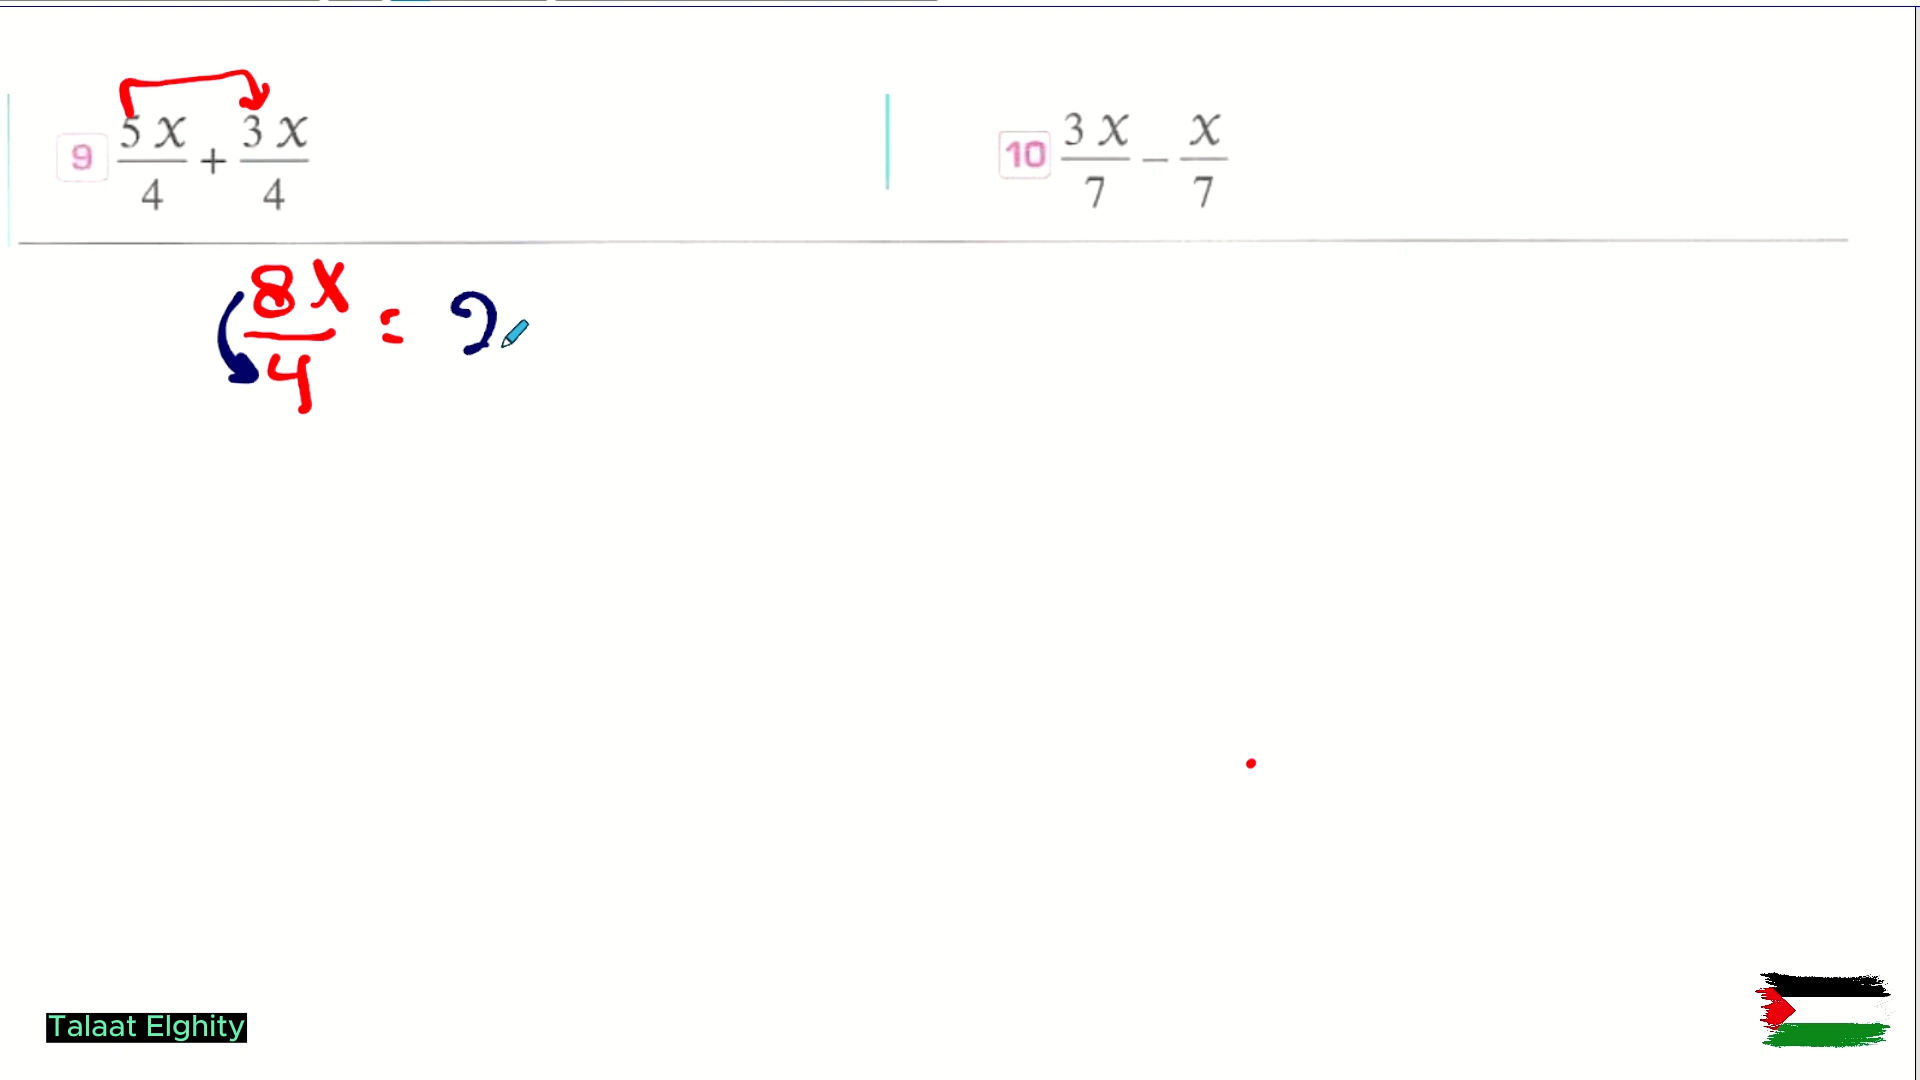 9 5x/4 + 3x/4
10 3x/7 − x/7
8x/4 = 2
Talaat Elghity